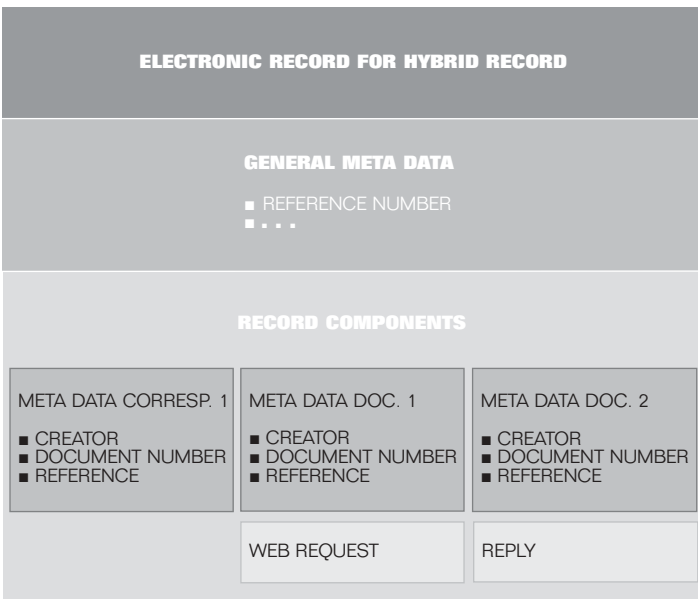 ELECTRONIC RECORD FOR HYBRID RECORD
GENERAL META DATA
■ REFERENCE NUMBER
■ . . .
RECORD COMPONENTS
META DATA CORRESP. 1
■ CREATOR
■ DOCUMENT NUMBER
■ REFERENCE
META DATA DOC. 1
■ CREATOR
■ DOCUMENT NUMBER
■ REFERENCE
WEB REQUEST
META DATA DOC. 2
■ CREATOR
■ DOCUMENT NUMBER
■ REFERENCE
REPLY